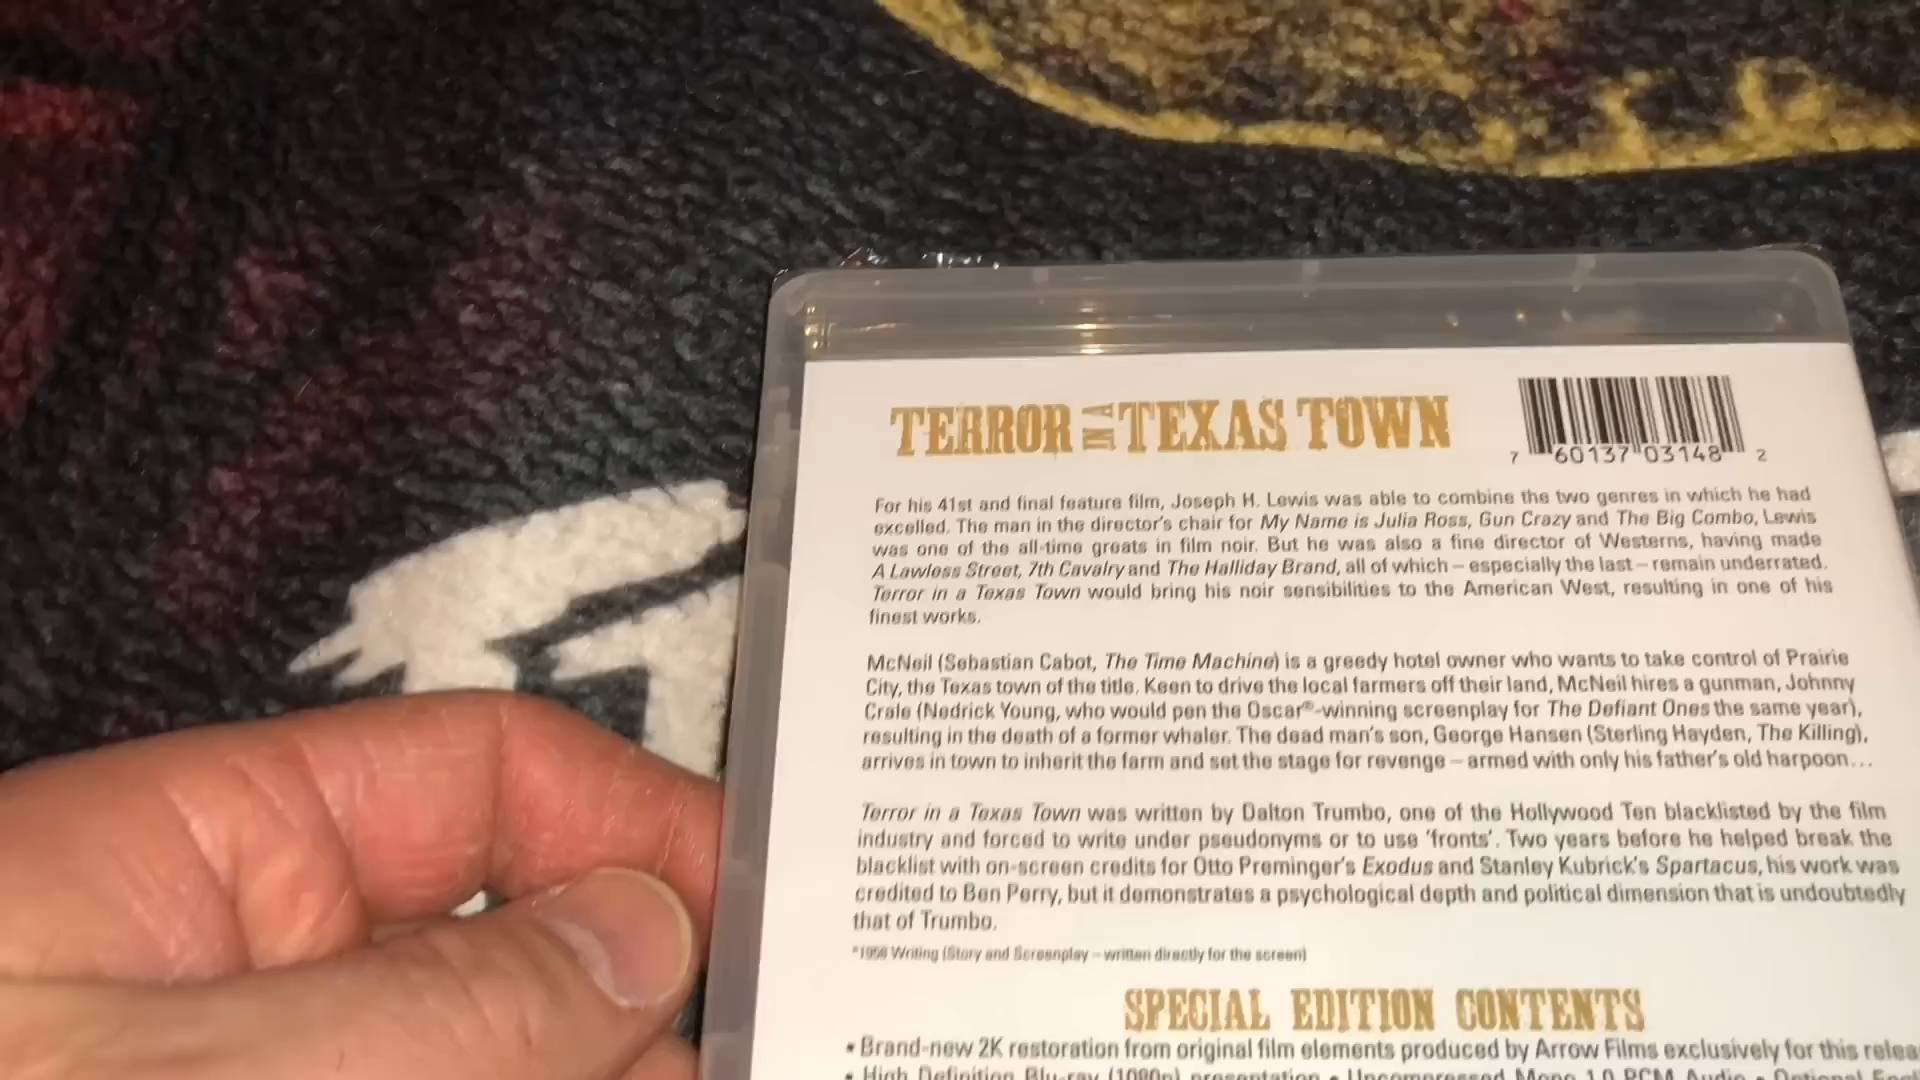 TERROR IN A TEXAS TOWN
7 60137 03148 2
For his 41st and final feature film, Joseph H. Lewis was able to combine the two genres in which he had
excelled. The man in the director's chair for My Name is Julia Ross, Gun Crazy and The Big Combo, Lewis
was one of the all-time greats in film noir. But he was also a fine director of Westerns, having made
A Lawless Street, 7th Cavalry and The Halliday Brand, all of which – especially the last – remain underrated.
Terror in a Texas Town would bring his noir sensibilities to the American West, resulting in one of his
finest works.
McNeil (Sebastian Cabot, The Time Machine) is a greedy hotel owner who wants to take control of Prairie
City, the Texas town of the title. Keen to drive the local farmers off their land, McNeil hires a gunman, Johnny
Crale (Nedrick Young, who would pen the Oscar®-winning screenplay for The Defiant Ones the same year),
resulting in the death of a former whaler. The dead man's son, George Hansen (Sterling Hayden, The Killing),
arrives in town to inherit the farm and set the stage for revenge – armed with only his father's old harpoon...
Terror in a Texas Town was written by Dalton Trumbo, one of the Hollywood Ten blacklisted by the film
industry and forced to write under pseudonyms or to use 'fronts'. Two years before he helped break the
blacklist with on-screen credits for Otto Preminger's Exodus and Stanley Kubrick's Spartacus, his work was
credited to Ben Perry, but it demonstrates a psychological depth and political dimension that is undoubtedly
that of Trumbo.
*1958 Writing (Story and Screenplay – written directly for the screen)
SPECIAL EDITION CONTENTS
• Brand-new 2K restoration from original film elements produced by Arrow Films exclusively for this relea
• High Definition Blu-ray (1080p) presentation • Uncompressed Mono 1.0 PCM Audio • Optional Engl